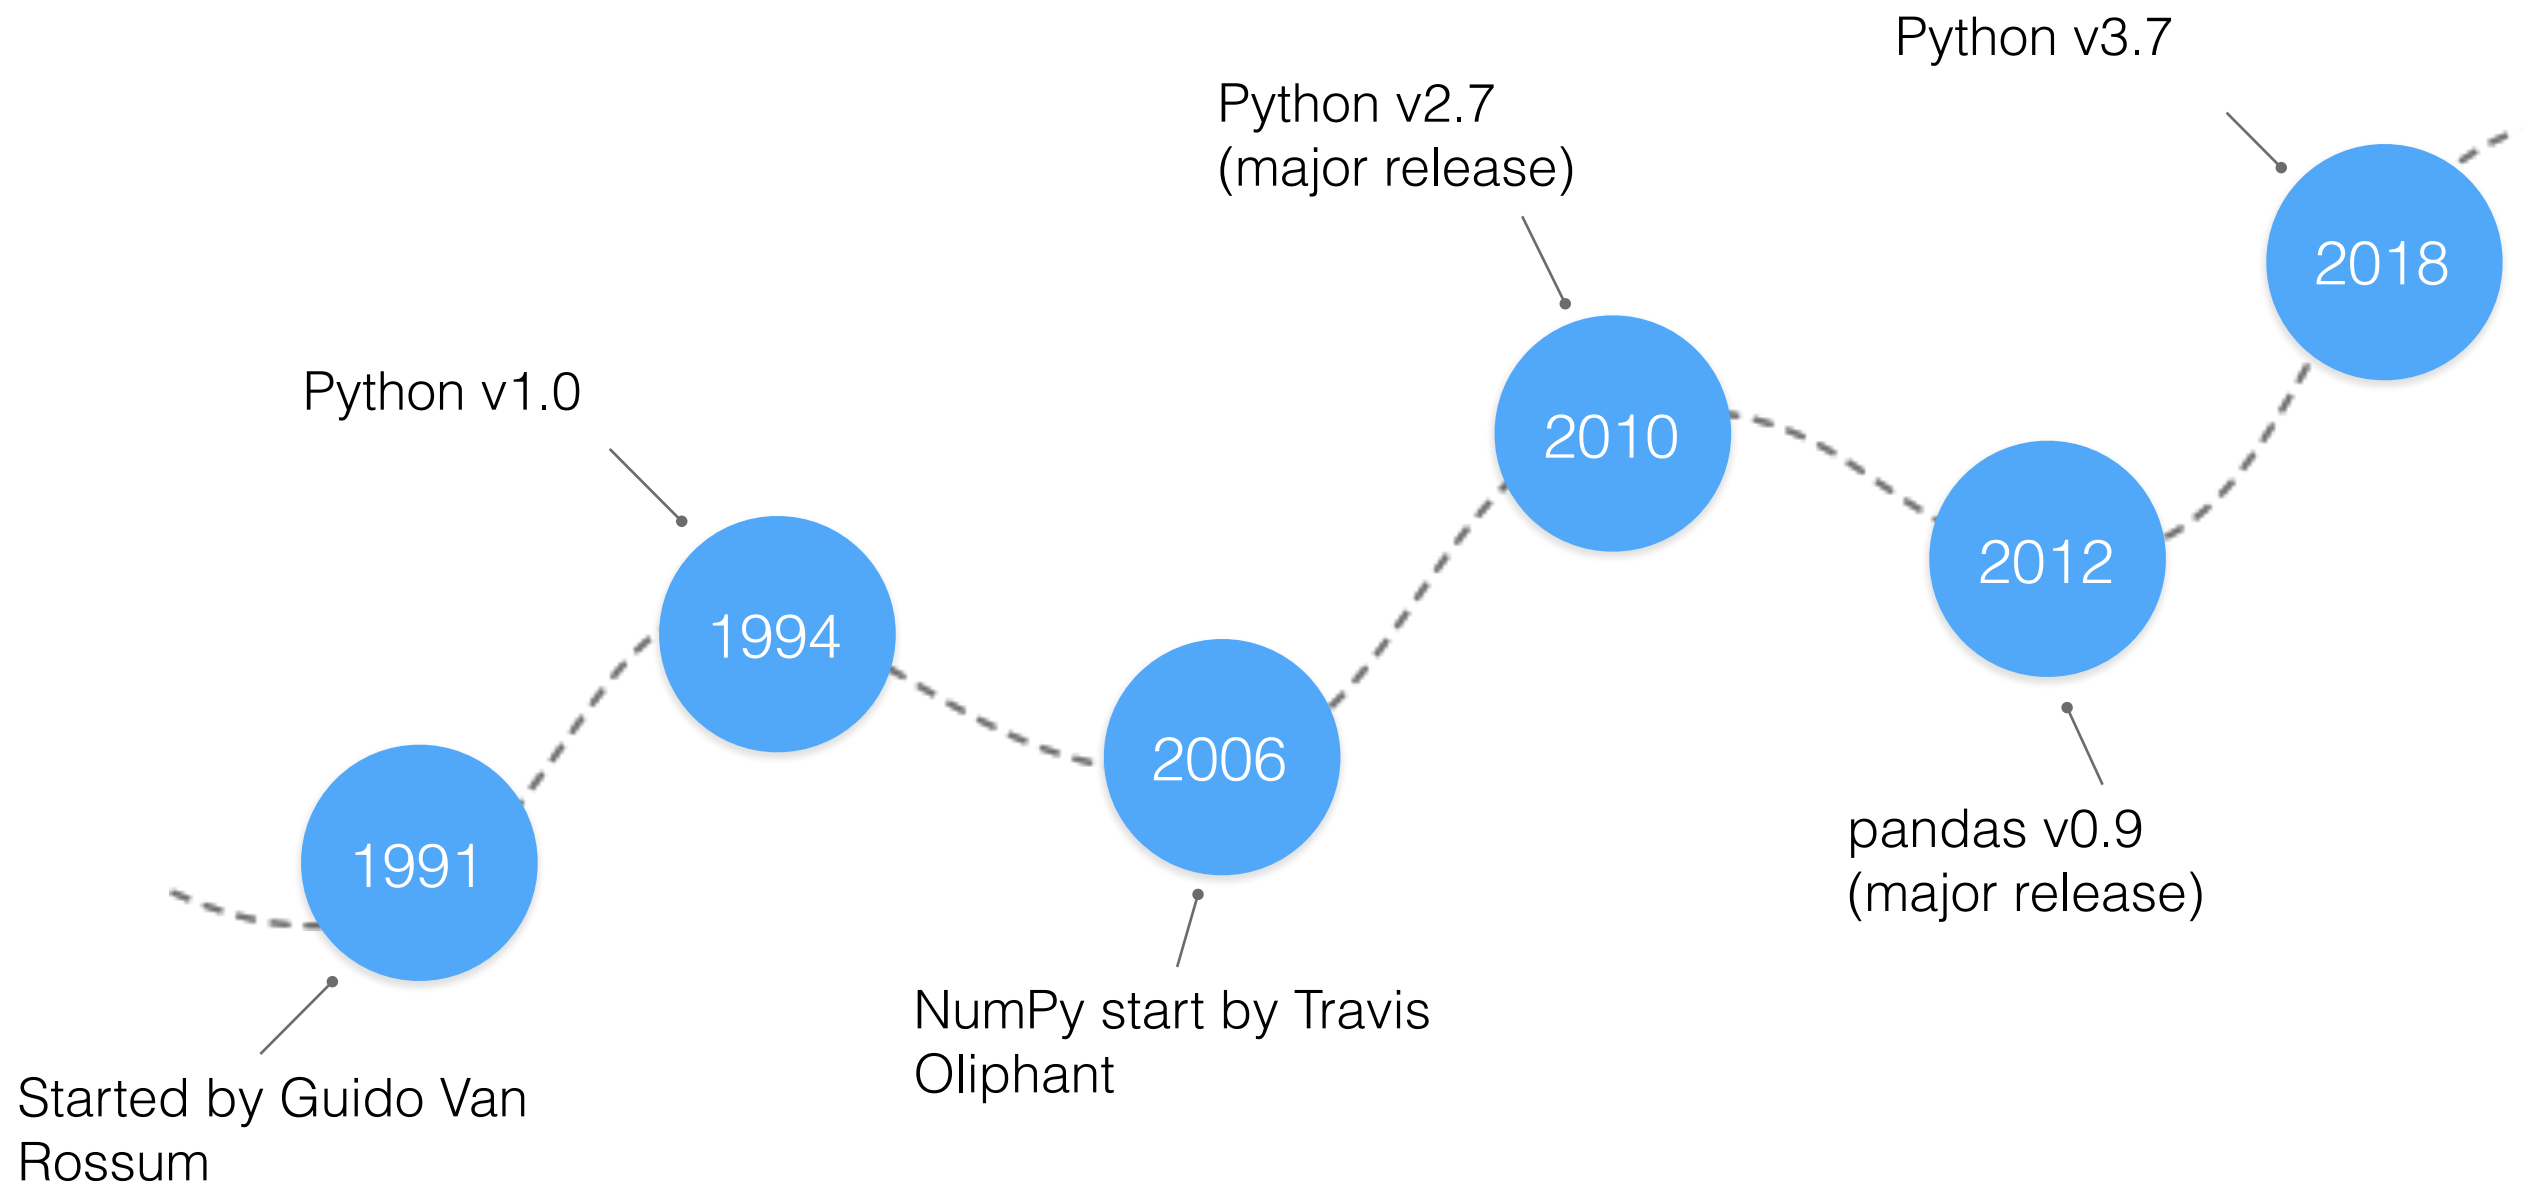 Python v3.7
Python v2.7
(major release)
2018
Python v1.0
2010
2012
1994
2006
pandas v0.9
(major release)
1991
NumPy start by Travis
Oliphant
Started by Guido Van
Rossum